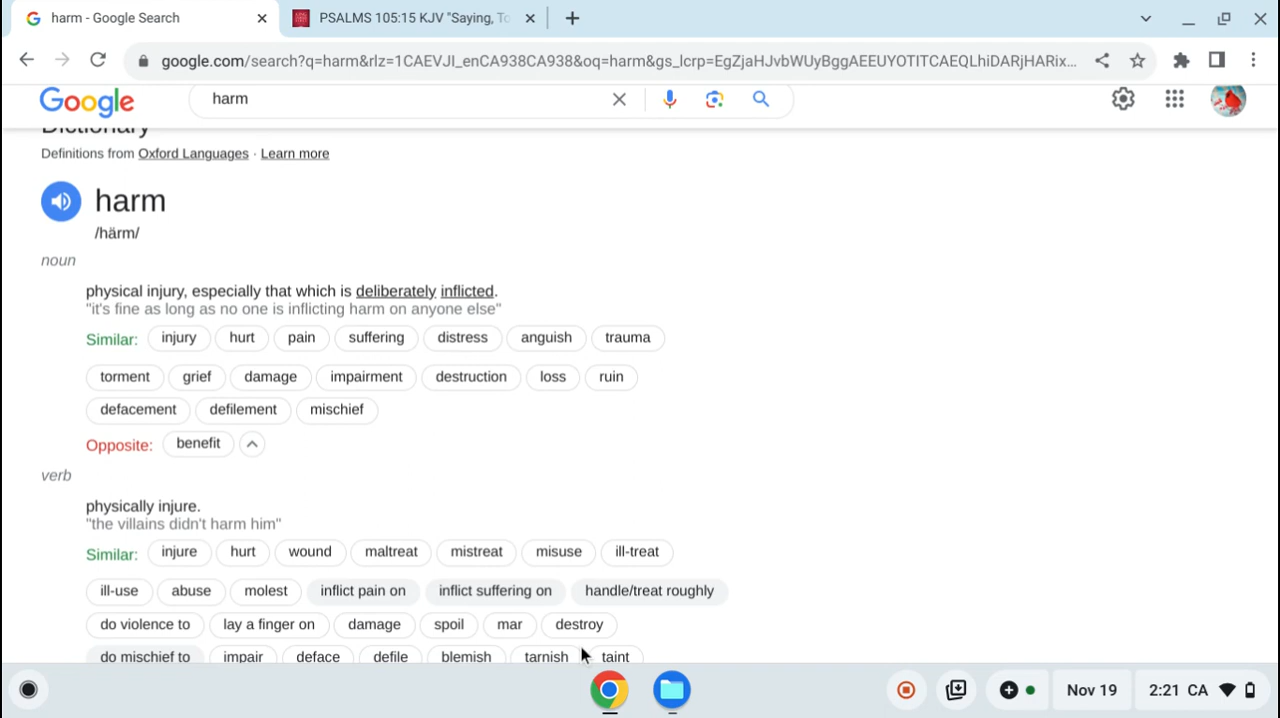 harm - Google Search
PSALMS 105:15 KJV "Saying, To
google.com/search?q=harm&rlz=1CAEVJI_enCA938CA938&oq=harm&gs_lcrp=EgZjaHJvbWUyBggAEEUYOTITCAEQLhiDARjHARix...
Google harm
Dictionary
Definitions from Oxford Languages · Learn more
harm
/härm/
noun
physical injury, especially that which is deliberately inflicted.
"it's fine as long as no one is inflicting harm on anyone else"
Similar: injury hurt pain suffering distress anguish trauma
torment grief damage impairment destruction loss ruin
defacement defilement mischief
Opposite: benefit
verb
physically injure.
"the villains didn't harm him"
Similar: injure hurt wound maltreat mistreat misuse ill-treat
ill-use abuse molest inflict pain on inflict suffering on handle/treat roughly
do violence to lay a finger on damage spoil mar destroy
do mischief to impair deface defile blemish tarnish taint
Nov 19 2:21 CA